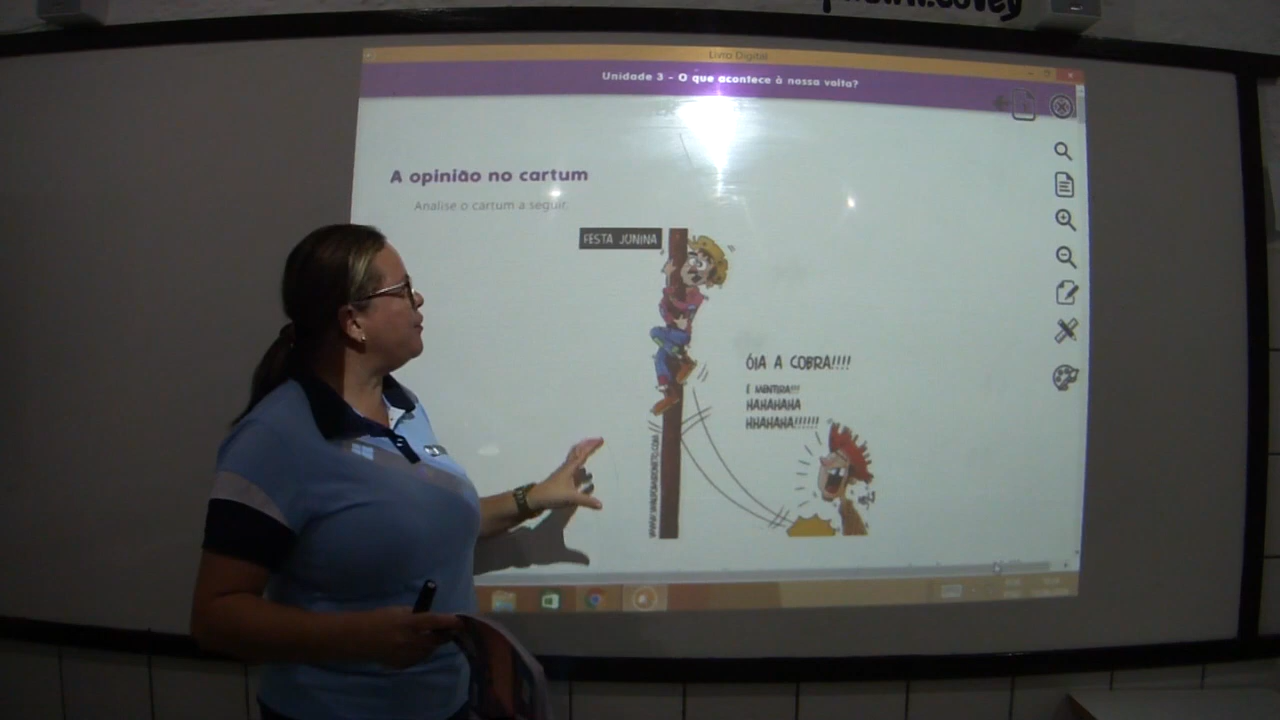 Livro Digital
Unidade 3 - O que acontece à nossa volta?
A opinião no cartum
Analise o cartum a seguir.
FESTA JUNINA
ÓIA A COBRA!!!!
É MENTIRA!!!
HAHAHAHA
HHAHAHA!!!!!!